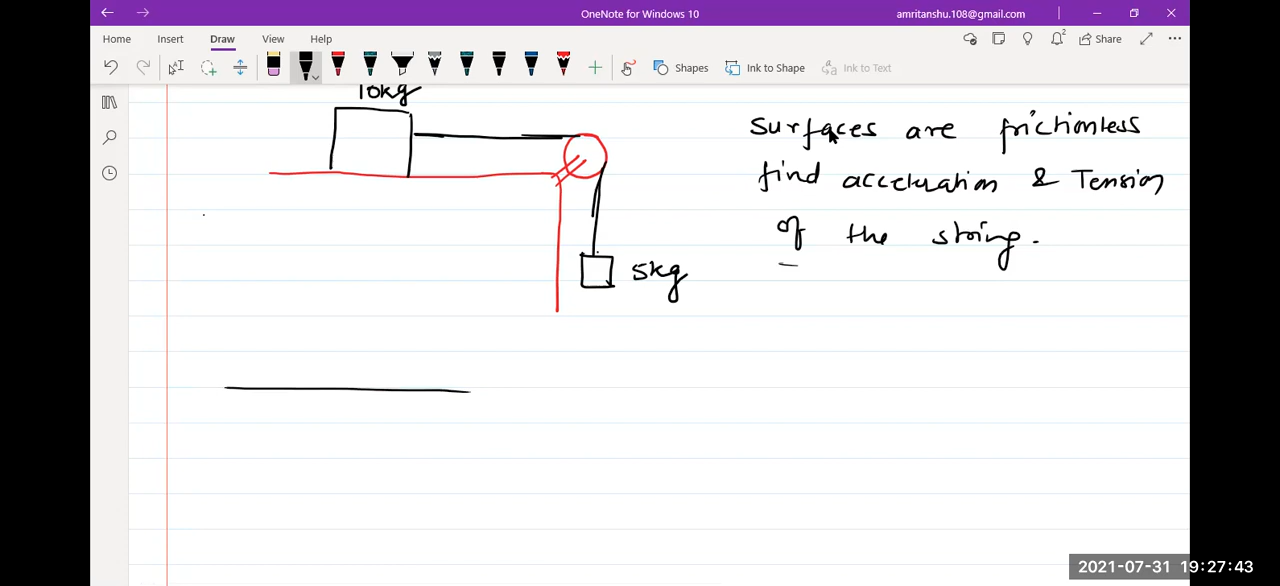 OneNote for Windows 10
amritanshu.108@gmail.com
Home Insert Draw View Help
Share
Shapes Ink to Shape Ink to Text
10kg
Surfaces are frictionless
find acceleration & Tension
of the string.
5kg
2021-07-31 19:27:43